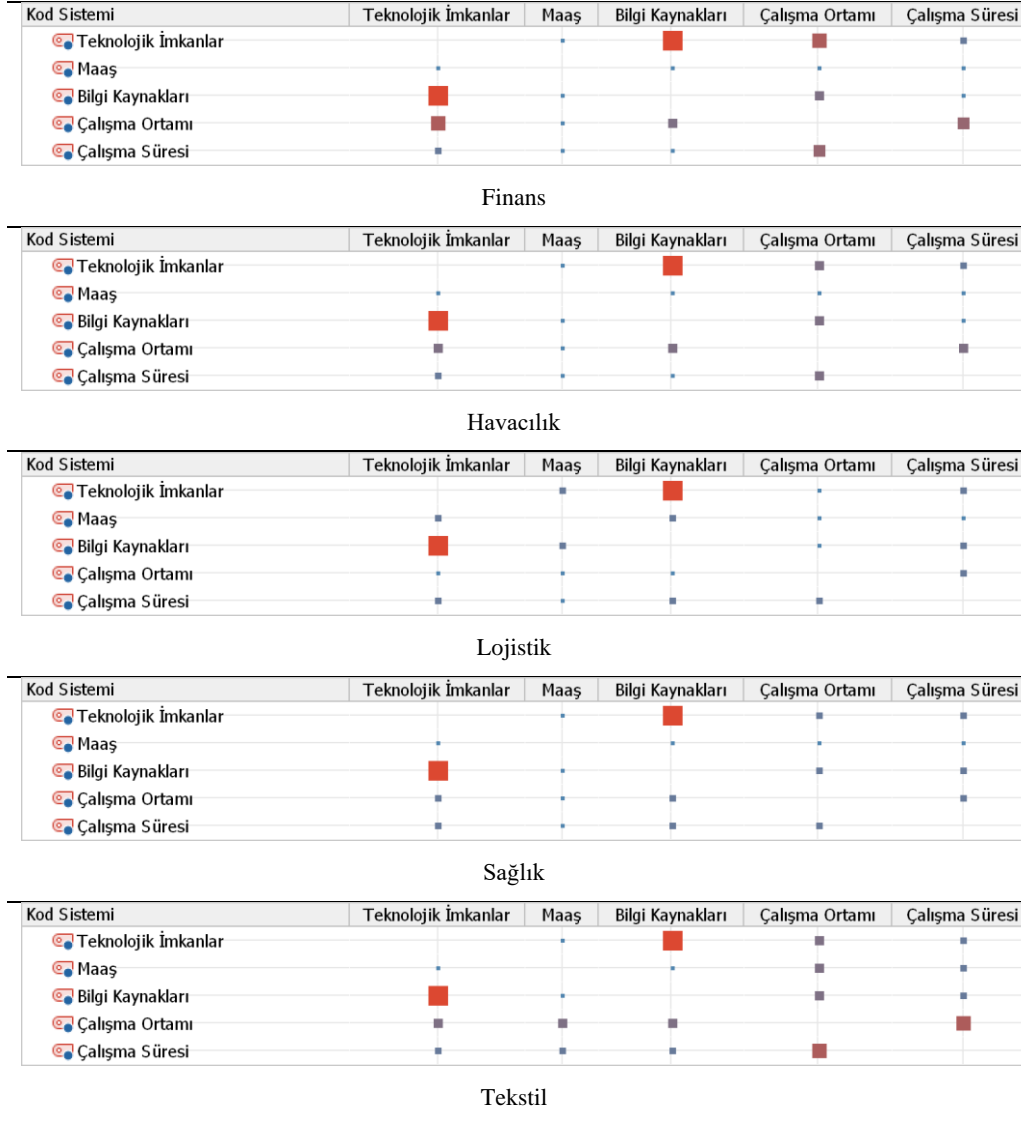 Kod Sistemi Teknolojik İmkanlar Maaş Bilgi Kaynakları Çalışma Ortamı Çalışma Süresi
Teknolojik İmkanlar
Maaş
Bilgi Kaynakları
Çalışma Ortamı
Çalışma Süresi
Finans
Kod Sistemi Teknolojik İmkanlar Maaş Bilgi Kaynakları Çalışma Ortamı Çalışma Süresi
Teknolojik İmkanlar
Maaş
Bilgi Kaynakları
Çalışma Ortamı
Çalışma Süresi
Havacılık
Kod Sistemi Teknolojik İmkanlar Maaş Bilgi Kaynakları Çalışma Ortamı Çalışma Süresi
Teknolojik İmkanlar
Maaş
Bilgi Kaynakları
Çalışma Ortamı
Çalışma Süresi
Lojistik
Kod Sistemi Teknolojik İmkanlar Maaş Bilgi Kaynakları Çalışma Ortamı Çalışma Süresi
Teknolojik İmkanlar
Maaş
Bilgi Kaynakları
Çalışma Ortamı
Çalışma Süresi
Sağlık
Kod Sistemi Teknolojik İmkanlar Maaş Bilgi Kaynakları Çalışma Ortamı Çalışma Süresi
Teknolojik İmkanlar
Maaş
Bilgi Kaynakları
Çalışma Ortamı
Çalışma Süresi
Tekstil